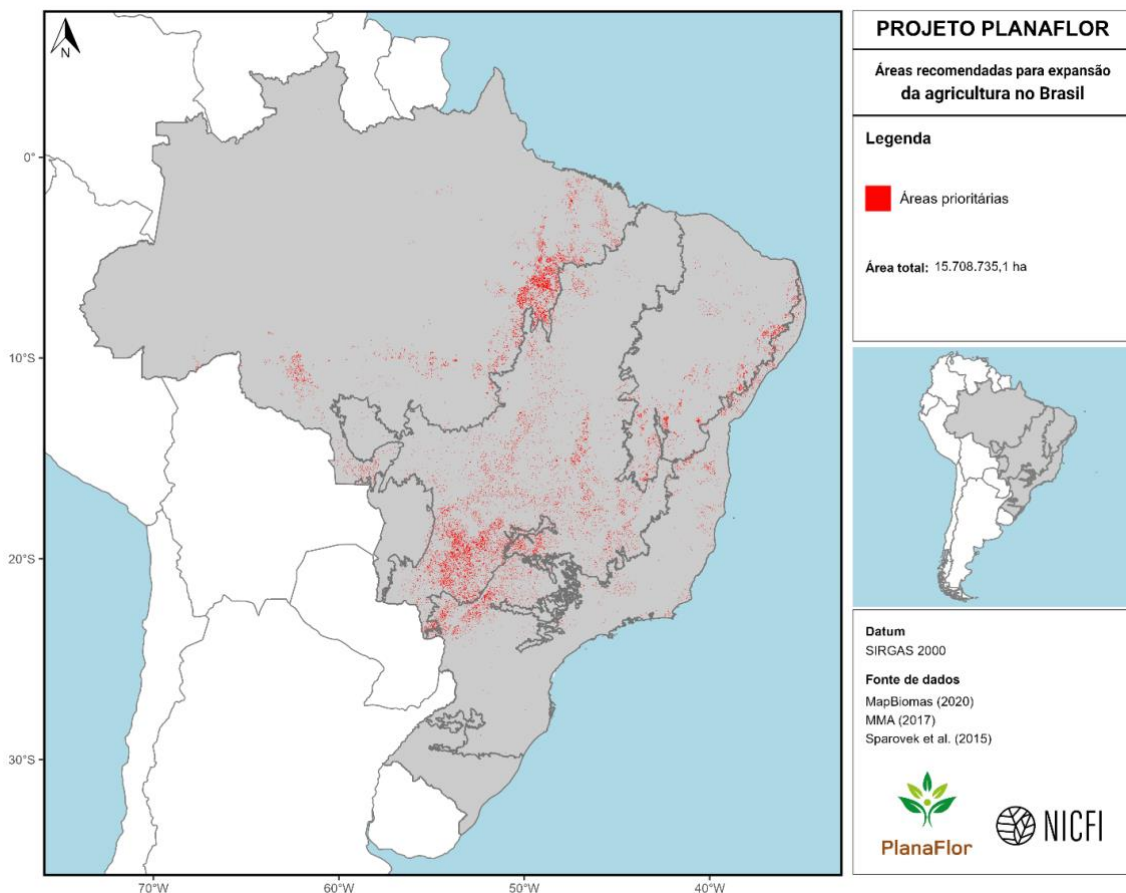 N
0°
10°S
20°S
30°S
70°W
60°W
50°W
40°W
PROJETO PLANAFLOR
Áreas recomendadas para expansão
da agricultura no Brasil
Legenda
Áreas prioritárias
Área total: 15.708.735,1 ha
Datum
SIRGAS 2000
Fonte de dados
MapBiomas (2020)
MMA (2017)
Sparovek et al. (2015)
PlanaFlor
NICFI